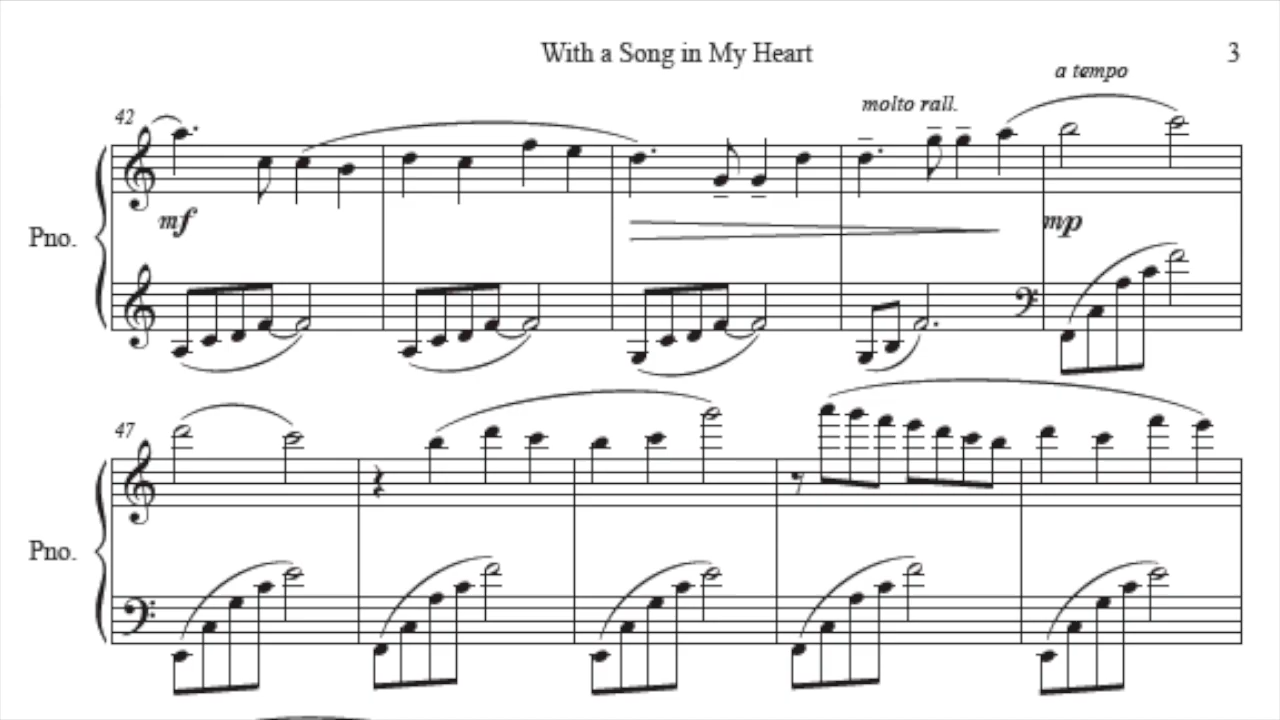 With a Song in My Heart
3
a tempo
molto rall.
42
mf
mp
Pno.
47
Pno.